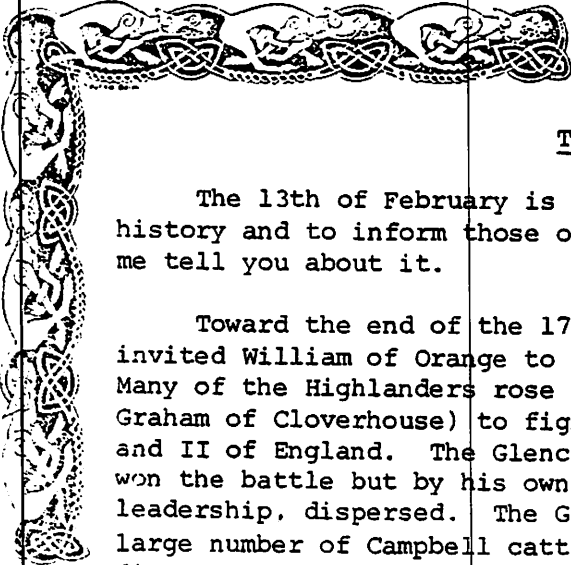 T
The 13th of February is
history and to inform those o
me tell you about it.
Toward the end of the 17
invited William of Orange to
Many of the Highlanders rose
Graham of Cloverhouse) to fig
and II of England. The Glenc
won the battle but by his own
leadership, dispersed. The G
large number of Campbell catt